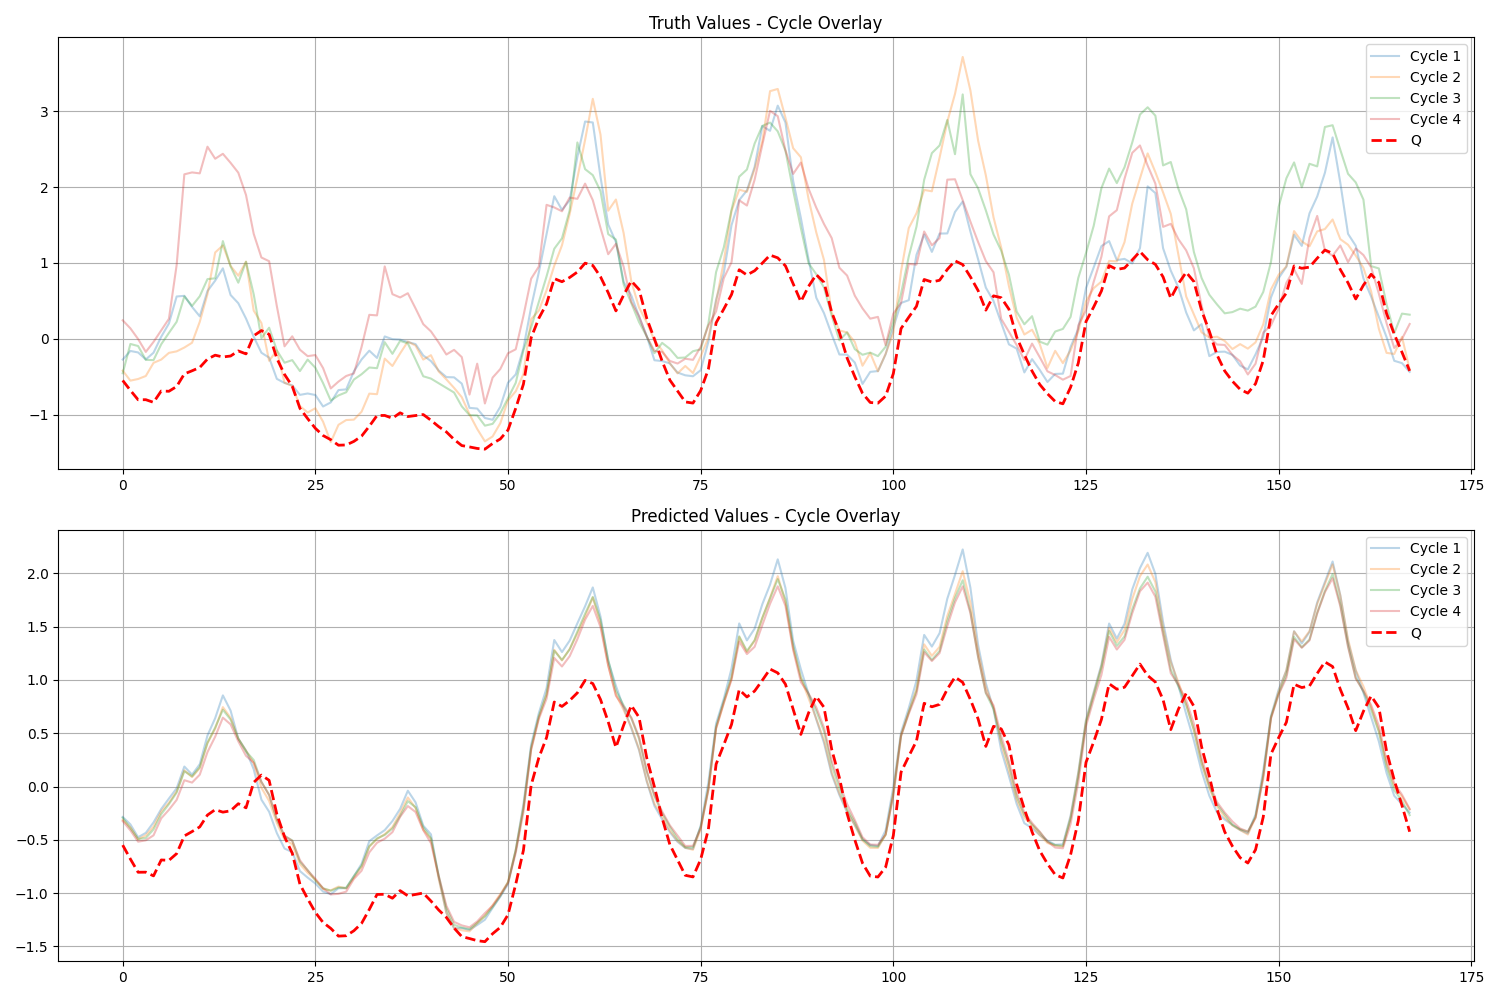 Truth Values - Cycle Overlay
Cycle 1
Cycle 2
Cycle 3
Cycle 4
Q
3
2
1
0
−1
0 25 50 75 100 125 150 175
Predicted Values - Cycle Overlay
Cycle 1
Cycle 2
Cycle 3
Cycle 4
Q
2.0
1.5
1.0
0.5
0.0
−0.5
−1.0
−1.5
0 25 50 75 100 125 150 175